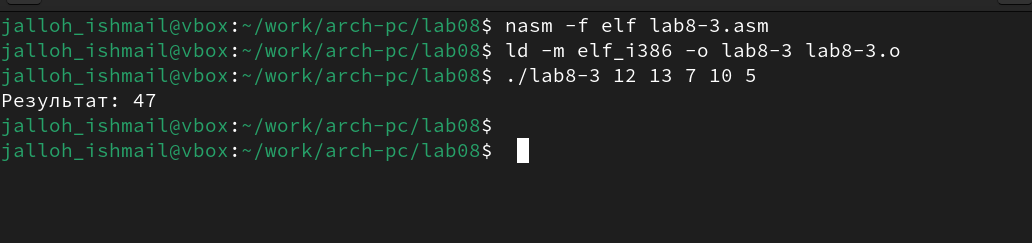 jalloh_ishmail@vbox:~/work/arch-pc/lab08$ nasm -f elf lab8-3.asm
jalloh_ishmail@vbox:~/work/arch-pc/lab08$ ld -m elf_i386 -o lab8-3 lab8-3.o
jalloh_ishmail@vbox:~/work/arch-pc/lab08$ ./lab8-3 12 13 7 10 5
Результат: 47
jalloh_ishmail@vbox:~/work/arch-pc/lab08$
jalloh_ishmail@vbox:~/work/arch-pc/lab08$